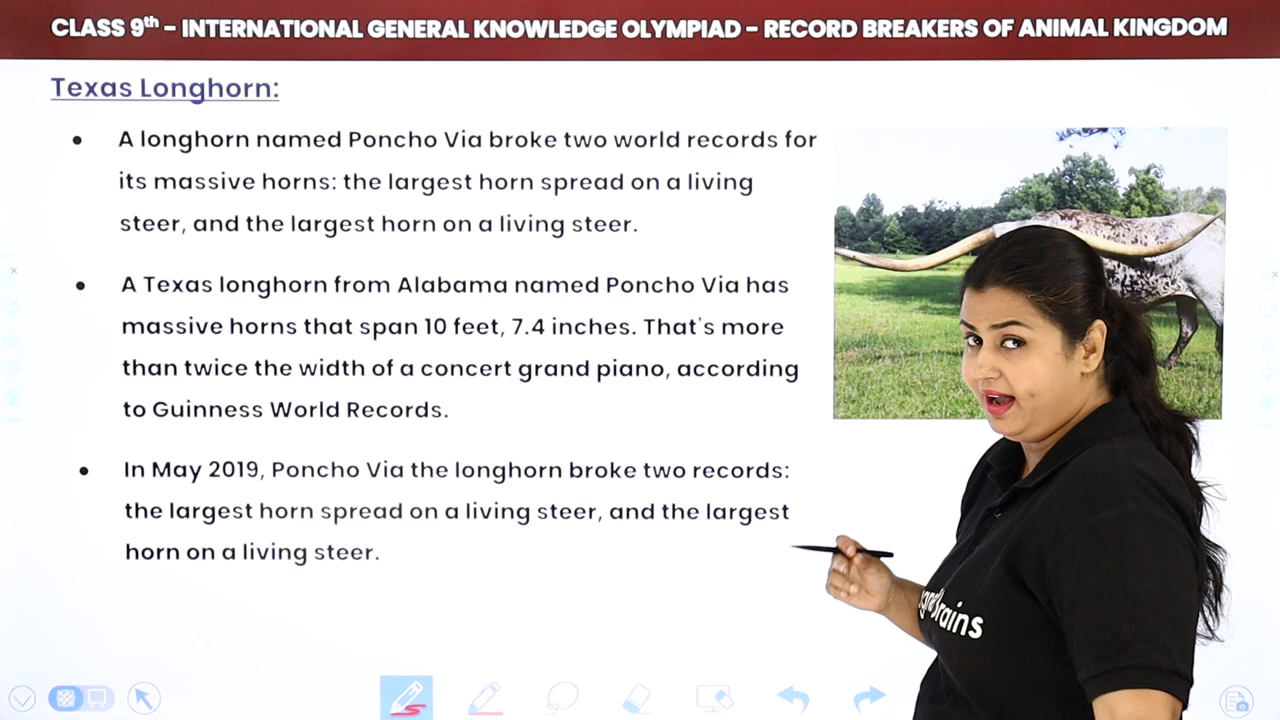 CLASS 9th - INTERNATIONAL GENERAL KNOWLEDGE OLYMPIAD - RECORD BREAKERS OF ANIMAL KINGDOM
Texas Longhorn:
• A longhorn named Poncho Via broke two world records for
its massive horns: the largest horn spread on a living
steer, and the largest horn on a living steer.
• A Texas longhorn from Alabama named Poncho Via has
massive horns that span 10 feet, 7.4 inches. That's more
than twice the width of a concert grand piano, according
to Guinness World Records.
• In May 2019, Poncho Via the longhorn broke two records:
the largest horn spread on a living steer, and the largest
horn on a living steer.